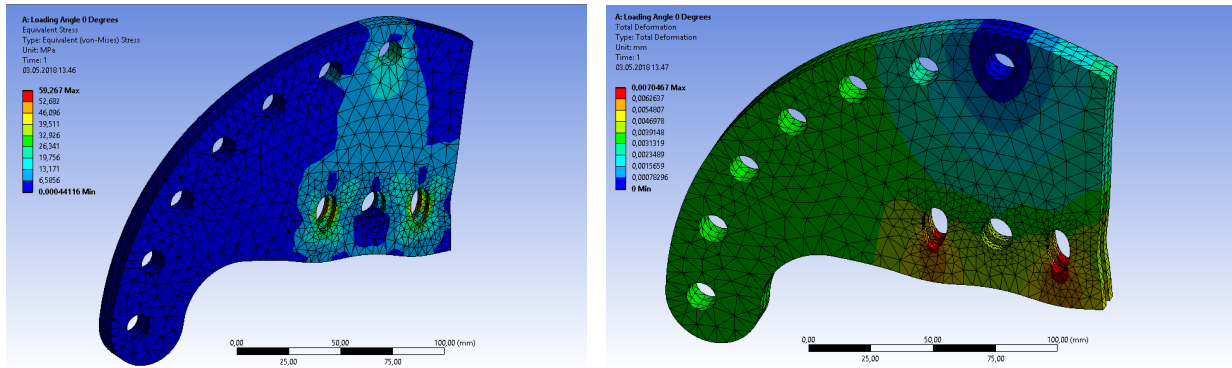 A: Loading Angle 0 Degrees
Equivalent Stress
Type: Equivalent (von-Mises) Stress
Unit: MPa
Time: 1
03.05.2018 13.46
59,267 Max
52,682
46,096
39,511
32,926
26,341
19,756
13,171
6,5856
0,00044116 Min
0,00
50,00
100,00 (mm)
25,00
75,00
A: Loading Angle 0 Degrees
Total Deformation
Type: Total Deformation
Unit: mm
Time: 1
03.05.2018 13.47
0,0070467 Max
0,0062637
0,0054807
0,0046978
0,0039148
0,0031319
0,0023489
0,0015659
0,00078296
0 Min
0,00
50,00
100,00 (mm)
25,00
75,00